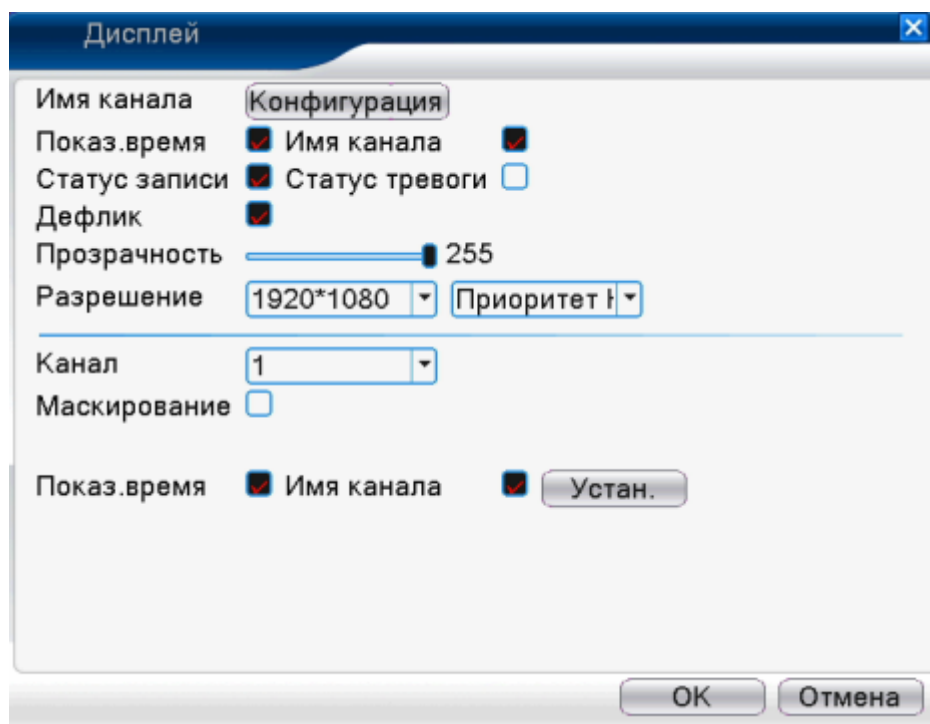 Дисплей
Имя канала Конфигурация
Показ.время Имя канала
Статус записи Статус тревоги
Дефлик
Прозрачность 255
Разрешение 1920*1080 Приоритет
Канал 1
Маскирование
Показ.время Имя канала Устан.
OK Отмена